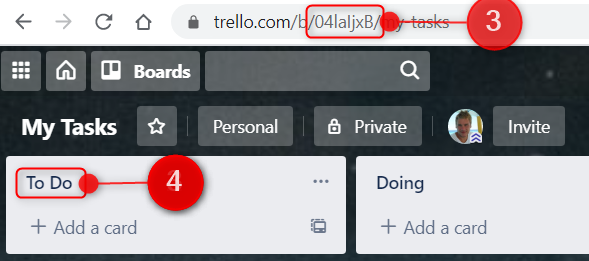 trello.com/b/04laljxB/my-tasks
3
Boards
My Tasks
Personal
Private
Invite
To Do
4
Doing
+ Add a card
+ Add a card